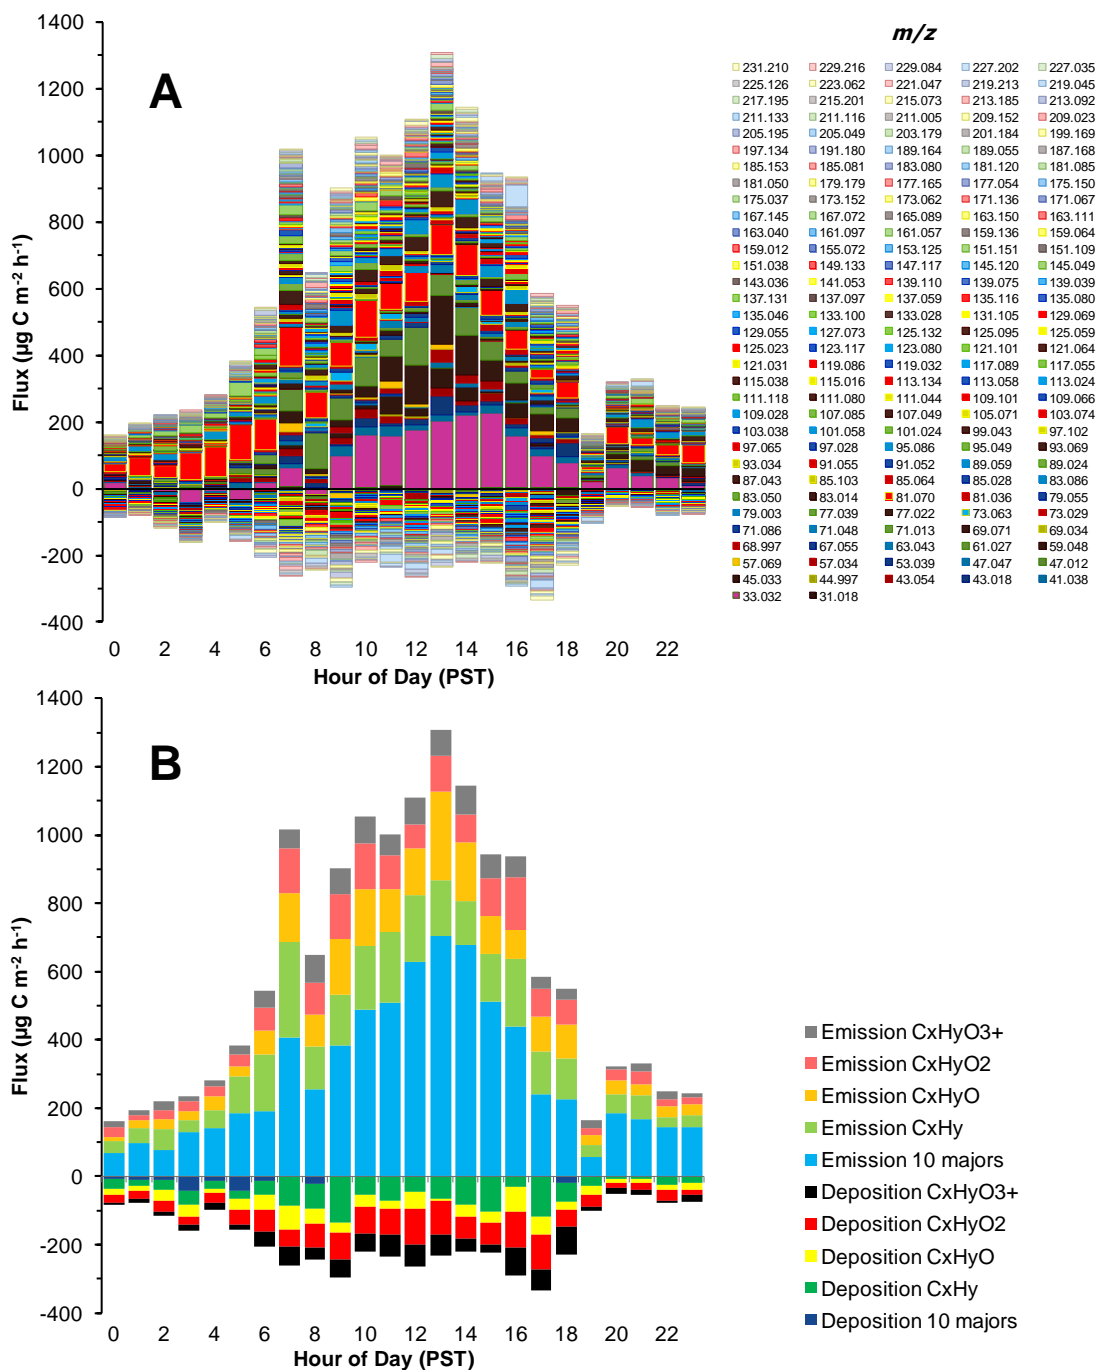 A
1400
1200
1000
800
600
400
200
0
-200
-400
Flux (µg C m-2 h-1)
0 2 4 6 8 10 12 14 16 18 20 22
Hour of Day (PST)
m/z
231.210 229.216 229.084 227.202 227.035
225.126 223.062 221.047 219.213 219.045
217.195 215.201 215.073 213.185 213.092
211.133 211.116 211.005 209.152 209.023
205.195 205.049 203.179 201.184 199.169
197.134 191.180 189.164 189.055 187.168
185.153 185.081 183.080 181.120 181.085
181.050 179.179 177.165 177.054 175.150
175.037 173.152 173.062 171.136 171.067
167.145 167.072 165.089 163.150 163.111
163.040 161.097 161.057 159.136 159.064
159.012 155.072 153.125 151.151 151.109
151.038 149.133 147.117 145.120 145.049
143.036 141.053 139.110 139.075 139.039
137.131 137.097 137.059 135.116 135.080
135.046 133.100 133.028 131.105 129.069
129.055 127.073 125.132 125.095 125.059
125.023 123.117 123.080 121.101 121.064
121.031 119.086 119.032 117.089 117.055
115.038 115.016 113.134 113.058 113.024
111.118 111.080 111.044 109.101 109.066
109.028 107.085 107.049 105.071 103.074
103.038 101.058 101.024 99.043 97.102
97.065 97.028 95.086 95.049 93.069
93.034 91.055 91.052 89.059 89.024
87.043 85.103 85.064 85.028 83.086
83.050 83.014 81.070 81.036 79.055
79.003 77.039 77.022 73.063 73.029
71.086 71.048 71.013 69.071 69.034
68.997 67.055 63.043 61.027 59.048
57.069 57.034 53.039 47.047 47.012
45.033 44.997 43.054 43.018 41.038
33.032 31.018
B
1400
1200
1000
800
600
400
200
0
-200
-400
Flux (µg C m-2 h-1)
0 2 4 6 8 10 12 14 16 18 20 22
Hour of Day (PST)
Emission CxHyO3+
Emission CxHyO2
Emission CxHyO
Emission CxHy
Emission 10 majors
Deposition CxHyO3+
Deposition CxHyO2
Deposition CxHyO
Deposition CxHy
Deposition 10 majors